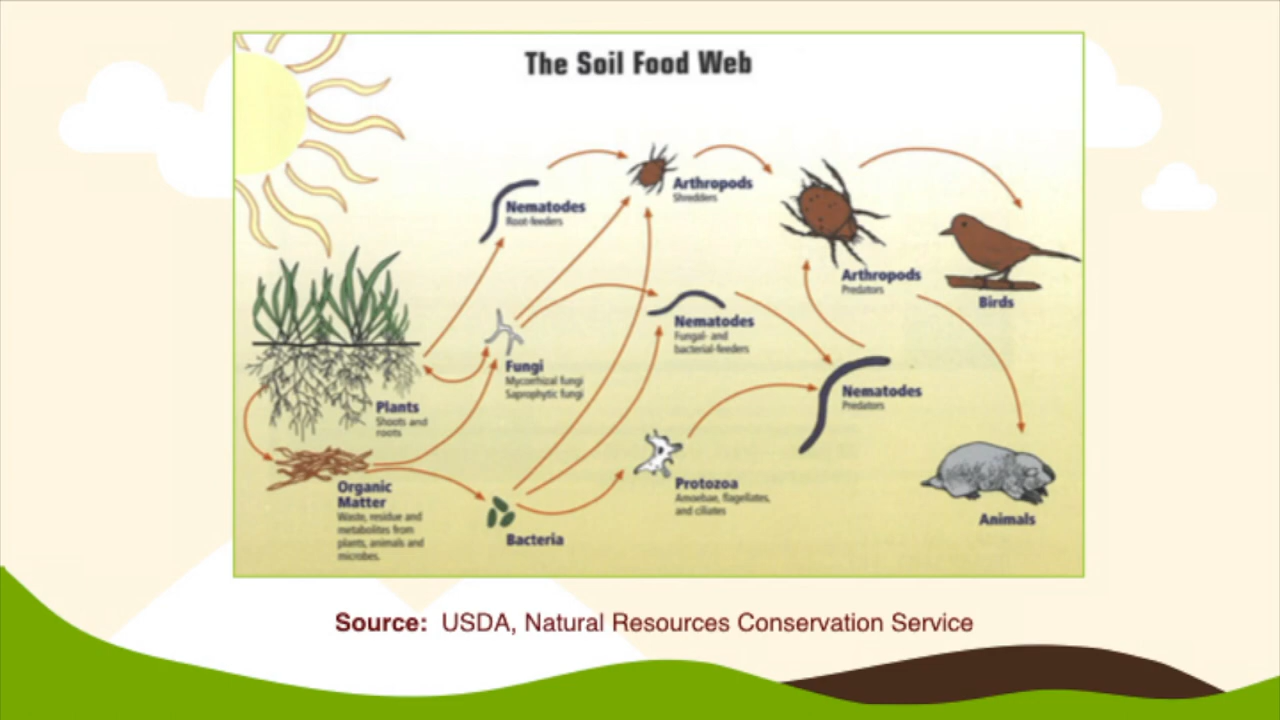 The Soil Food Web
Arthropods
Shredders
Nematodes
Root-feeders
Arthropods
Predators
Birds
Nematodes
Fungal- and
bacterial-feeders
Fungi
Mycorrhizal fungi
Saprophytic fungi
Nematodes
Predators
Plants
Shoots and
roots
Protozoa
Amoebae, flagellates,
and ciliates
Organic
Matter
Waste, residue and
metabolites from
plants, animals and
microbes.
Animals
Bacteria
Source: USDA, Natural Resources Conservation Service